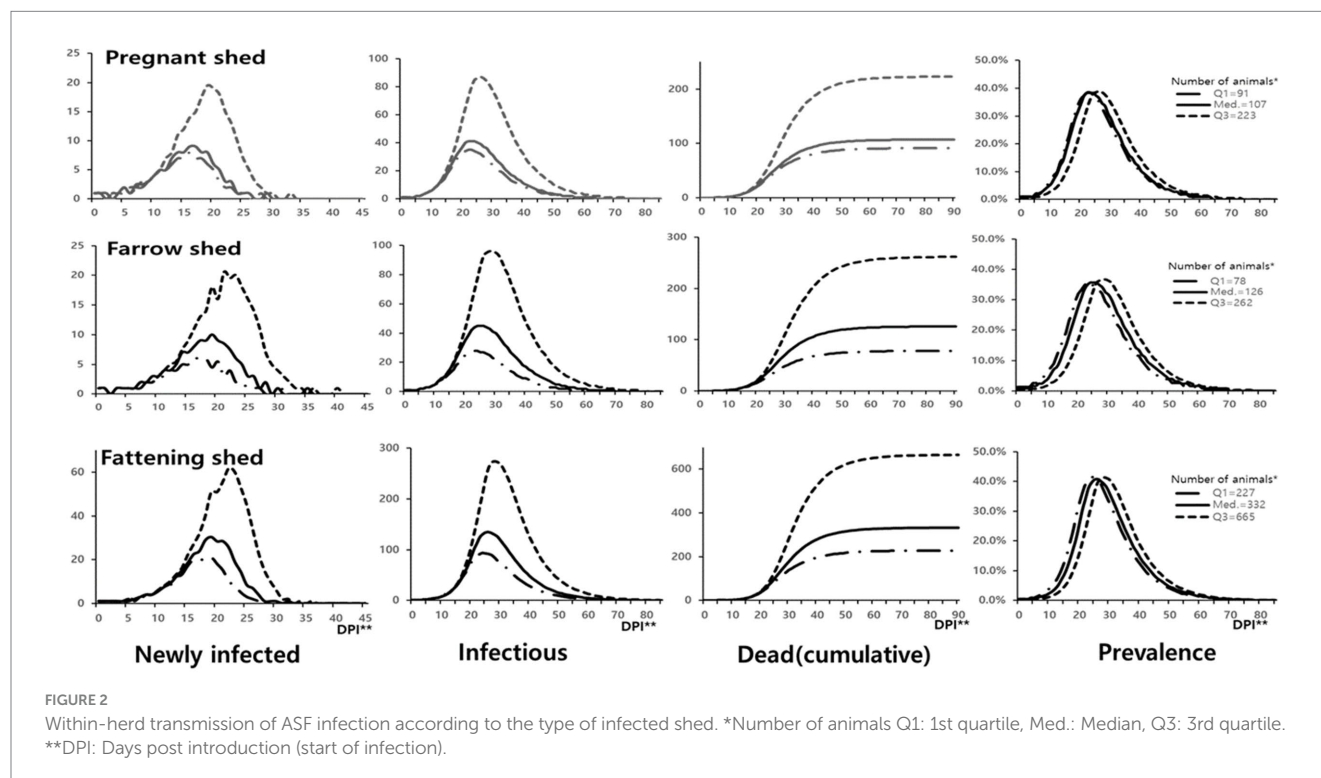 Pregnant shed
25
20
15
10
5
0
0 5 10 15 20 25 30 35 40 45
100
80
60
40
20
0
0 10 20 30 40 50 60 70 80
200
100
0
0 10 20 30 40 50 60 70 80 90
50.0%
40.0%
30.0%
20.0%
10.0%
0.0%
0 10 20 30 40 50 60 70 80
Number of animals*
Q1=91
Med.=107
Q3=223
Farrow shed
25
20
15
10
5
0
0 5 10 15 20 25 30 35 40 45
100
80
60
40
20
0
0 10 20 30 40 50 60 70 80
300
200
100
0
0 10 20 30 40 50 60 70 80 90
50.0%
40.0%
30.0%
20.0%
10.0%
0.0%
0 10 20 30 40 50 60 70 80
Number of animals*
Q1=78
Med.=126
Q3=262
Fattening shed
60
40
20
0
0 5 10 15 20 25 30 35 40 45
DPI**
300
200
100
0
0 10 20 30 40 50 60 70 80
DPI**
600
400
200
0
0 10 20 30 40 50 60 70 80 90
DPI**
50.0%
40.0%
30.0%
20.0%
10.0%
0.0%
0 10 20 30 40 50 60 70 80
DPI**
Number of animals*
Q1=227
Med.=332
Q3=665
Newly infected
Infectious
Dead(cumulative)
Prevalence
FIGURE 2
Within-herd transmission of ASF infection according to the type of infected shed. *Number of animals Q1: 1st quartile, Med.: Median, Q3: 3rd quartile.
**DPI: Days post introduction (start of infection).